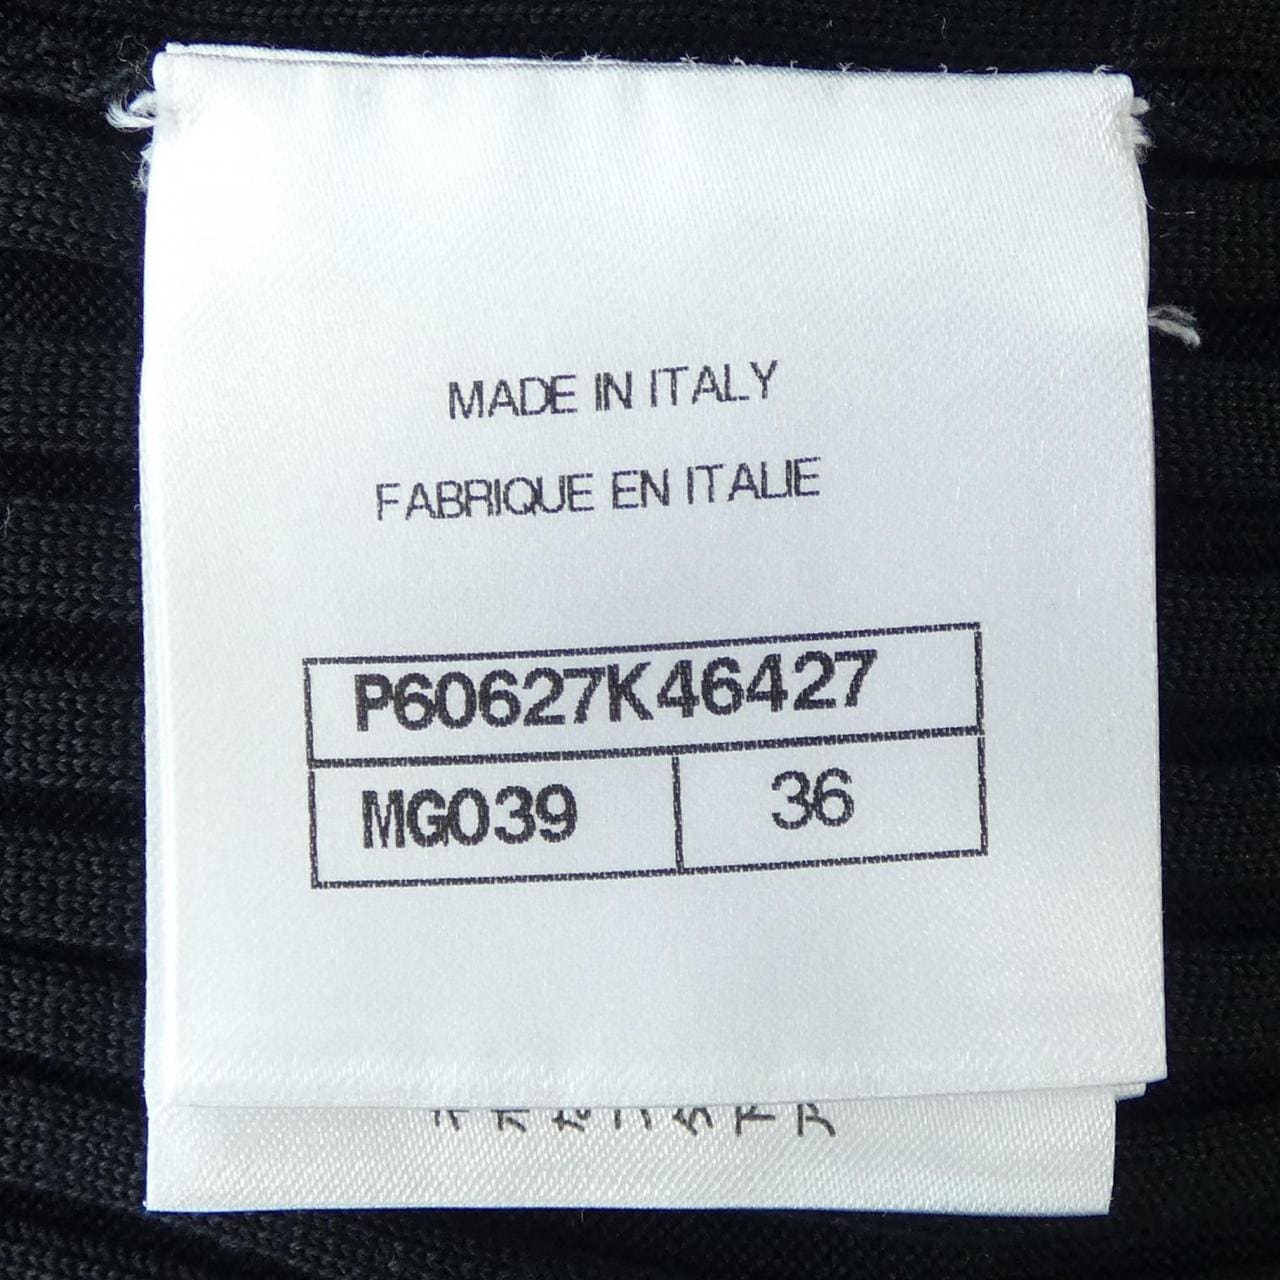 MADE IN ITALY
FABRIQUE EN ITALIE
P60627K46427
MG039 36